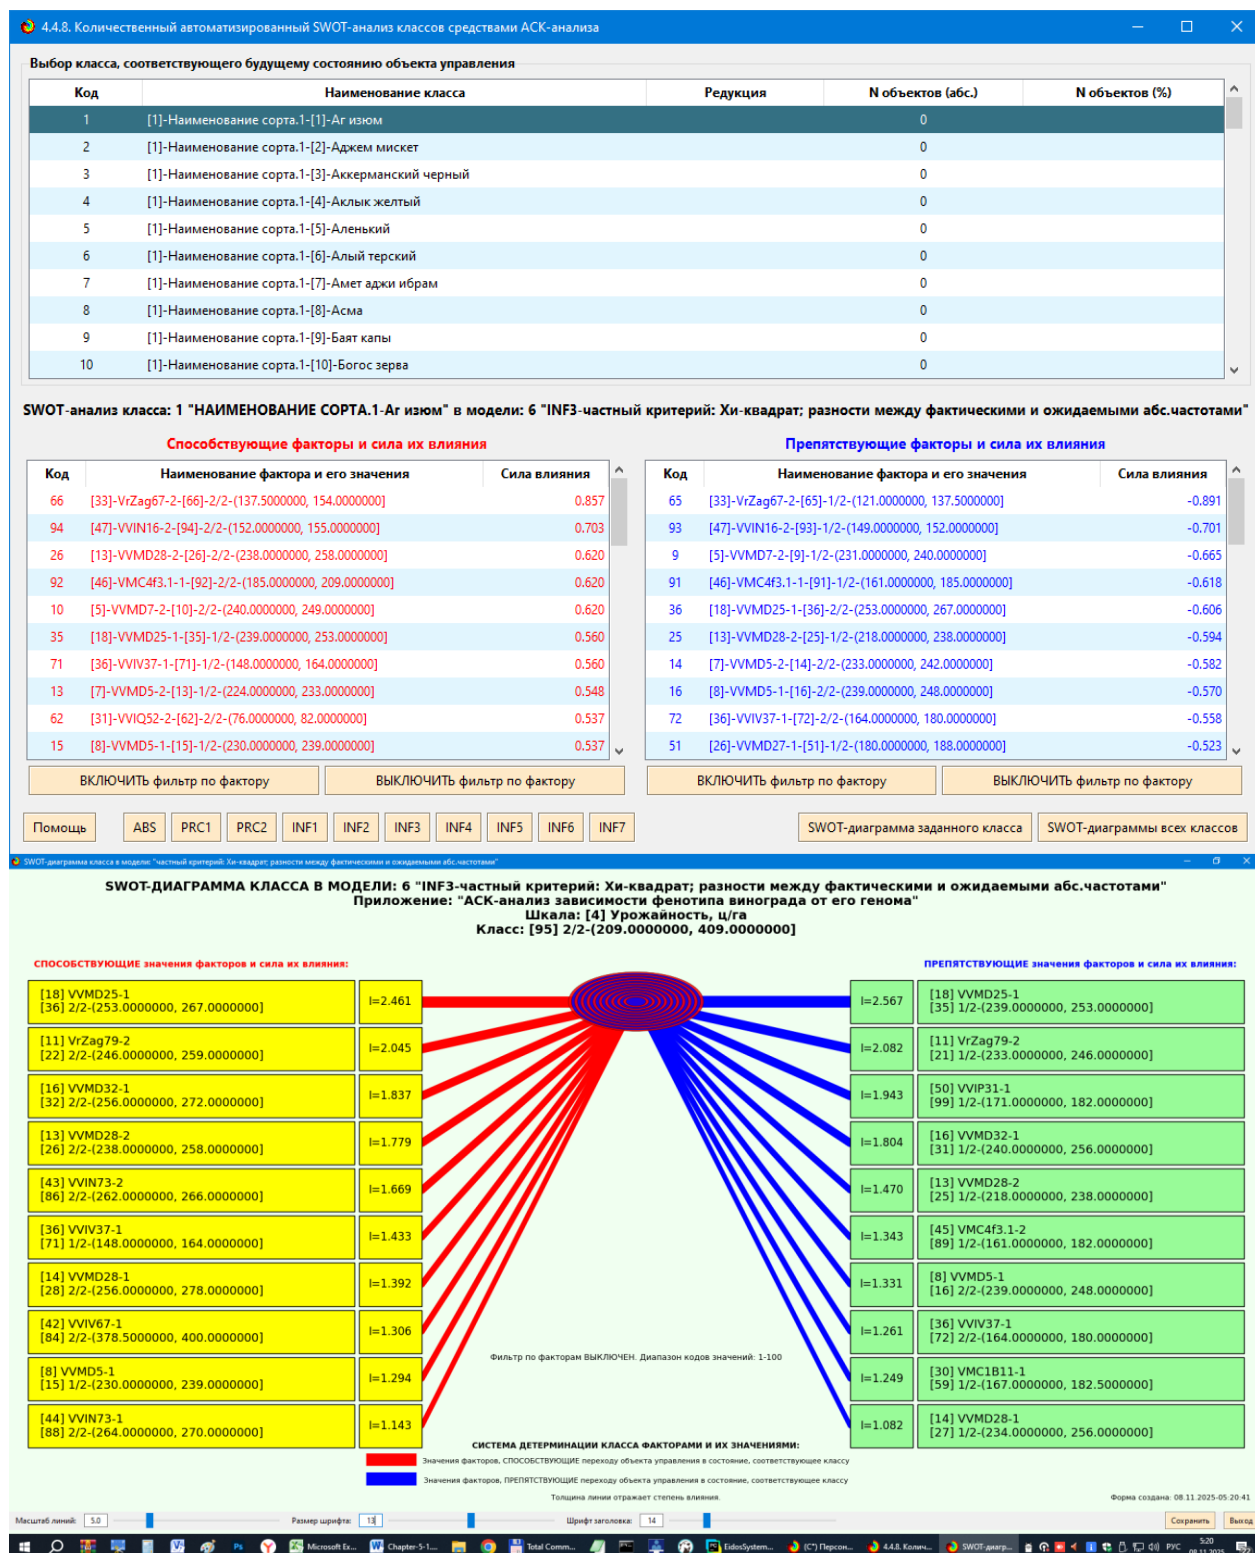 4.4.8. Количественный автоматизированный SWOT-анализ классов средствами АСК-анализа
Выбор класса, соответствующего будущему состоянию объекта управления
Код Наименование класса Редукция N объектов (абс.) N объектов (%)
1 [1]-Наименование сорта.1-[1]-Аг изюм 0
2 [1]-Наименование сорта.1-[2]-Аджем мискет 0
3 [1]-Наименование сорта.1-[3]-Аккерманский черный 0
4 [1]-Наименование сорта.1-[4]-Аклык желтый 0
5 [1]-Наименование сорта.1-[5]-Аленький 0
6 [1]-Наименование сорта.1-[6]-Алый терский 0
7 [1]-Наименование сорта.1-[7]-Амет аджи ибрам 0
8 [1]-Наименование сорта.1-[8]-Асма 0
9 [1]-Наименование сорта.1-[9]-Баят капы 0
10 [1]-Наименование сорта.1-[10]-Богос зерва 0
SWOT-анализ класса: 1 "НАИМЕНОВАНИЕ СОРТА.1-Аг изюм" в модели: 6 "INF3-частный критерий: Хи-квадрат; разности между фактическими и ожидаемыми абс.частотами"
Способствующие факторы и сила их влияния Препятствующие факторы и сила их влияния
Код Наименование фактора и его значения Сила влияния Код Наименование фактора и его значения Сила влияния
66 [33]-VrZag67-2-[66]-2/2-(137.5000000, 154.0000000] 0.857 65 [33]-VrZag67-2-[65]-1/2-(121.0000000, 137.5000000] -0.891
94 [47]-VVIN16-2-[94]-2/2-(152.0000000, 155.0000000] 0.703 93 [47]-VVIN16-2-[93]-1/2-(149.0000000, 152.0000000] -0.701
26 [13]-VVMD28-2-[26]-2/2-(238.0000000, 258.0000000] 0.620 9 [5]-VVMD7-2-[9]-1/2-(231.0000000, 240.0000000] -0.665
92 [46]-VMC4f3.1-1-[92]-2/2-(185.0000000, 209.0000000] 0.620 91 [46]-VMC4f3.1-1-[91]-1/2-(161.0000000, 185.0000000] -0.618
10 [5]-VVMD7-2-[10]-2/2-(240.0000000, 249.0000000] 0.620 36 [18]-VVMD25-1-[36]-2/2-(253.0000000, 267.0000000] -0.606
35 [18]-VVMD25-1-[35]-1/2-(239.0000000, 253.0000000] 0.560 25 [13]-VVMD28-2-[25]-1/2-(218.0000000, 238.0000000] -0.594
71 [36]-VVIV37-1-[71]-1/2-(148.0000000, 164.0000000] 0.560 14 [7]-VVMD5-2-[14]-2/2-(233.0000000, 242.0000000] -0.582
13 [7]-VVMD5-2-[13]-1/2-(224.0000000, 233.0000000] 0.548 16 [8]-VVMD5-1-[16]-2/2-(239.0000000, 248.0000000] -0.570
62 [31]-VVIQ52-2-[62]-2/2-(76.0000000, 82.0000000] 0.537 72 [36]-VVIV37-1-[72]-2/2-(164.0000000, 180.0000000] -0.558
15 [8]-VVMD5-1-[15]-1/2-(230.0000000, 239.0000000] 0.537 51 [26]-VVMD27-1-[51]-1/2-(180.0000000, 188.0000000] -0.523
ВКЛЮЧИТЬ фильтр по фактору ВЫКЛЮЧИТЬ фильтр по фактору ВКЛЮЧИТЬ фильтр по фактору ВЫКЛЮЧИТЬ фильтр по фактору
Помощь ABS PRC1 PRC2 INF1 INF2 INF3 INF4 INF5 INF6 INF7 SWOT-диаграмма заданного класса SWOT-диаграммы всех классов
SWOT-диаграмма класса в модели: "частный критерий: Хи-квадрат; разности между фактическими и ожидаемыми абс.частотами"
SWOT-ДИАГРАММА КЛАССА В МОДЕЛИ: 6 "INF3-частный критерий: Хи-квадрат; разности между фактическими и ожидаемыми абс.частотами"
Приложение: "АСК-анализ зависимости фенотипа винограда от его генома"
Шкала: [4] Урожайность, ц/га
Класс: [95] 2/2-(209.0000000, 409.0000000]
СПОСОБСТВУЮЩИЕ значения факторов и сила их влияния: ПРЕПЯТСТВУЮЩИЕ значения факторов и сила их влияния:
[18] VVMD25-1
[36] 2/2-(253.0000000, 267.0000000] I=2.461 I=2.567 [18] VVMD25-1
[35] 1/2-(239.0000000, 253.0000000]
[11] VrZag79-2
[22] 2/2-(246.0000000, 259.0000000] I=2.045 I=2.082 [11] VrZag79-2
[21] 1/2-(233.0000000, 246.0000000]
[16] VVMD32-1
[32] 2/2-(256.0000000, 272.0000000] I=1.837 I=1.943 [50] VVIP31-1
[99] 1/2-(171.0000000, 182.0000000]
[13] VVMD28-2
[26] 2/2-(238.0000000, 258.0000000] I=1.779 I=1.804 [16] VVMD32-1
[31] 1/2-(240.0000000, 256.0000000]
[43] VVIN73-2
[86] 2/2-(262.0000000, 266.0000000] I=1.669 I=1.470 [13] VVMD28-2
[25] 1/2-(218.0000000, 238.0000000]
[36] VVIV37-1
[71] 1/2-(148.0000000, 164.0000000] I=1.433 I=1.343 [45] VMC4f3.1-2
[89] 1/2-(161.0000000, 182.0000000]
[14] VVMD28-1
[28] 2/2-(256.0000000, 278.0000000] I=1.392 I=1.331 [8] VVMD5-1
[16] 2/2-(239.0000000, 248.0000000]
[42] VVIV67-1
[84] 2/2-(378.5000000, 400.0000000] I=1.306 I=1.261 [36] VVIV37-1
[72] 2/2-(164.0000000, 180.0000000]
Фильтр по факторам ВЫКЛЮЧЕН. Диапазон кодов значений: 1-100
[8] VVMD5-1
[15] 1/2-(230.0000000, 239.0000000] I=1.294 I=1.249 [30] VMC1B11-1
[59] 1/2-(167.0000000, 182.5000000]
[44] VVIN73-1
[88] 2/2-(264.0000000, 270.0000000] I=1.143 I=1.082 [14] VVMD28-1
[27] 1/2-(234.0000000, 256.0000000]
СИСТЕМА ДЕТЕРМИНАЦИИ КЛАССА ФАКТОРАМИ И ИХ ЗНАЧЕНИЯМИ:
Значения факторов, СПОСОБСТВУЮЩИЕ переходу объекта управления в состояние, соответствующее классу
Значения факторов, ПРЕПЯТСТВУЮЩИЕ переходу объекта управления в состояние, соответствующее классу
Толщина линии отражает степень влияния. Форма создана: 08.11.2025-05:20:41
Масштаб линий: 5.0 Размер шрифта: 13 Шрифт заголовка: 14 Сохранить Выход
Microsoft Ex... Chapter-5-1.... Total Comm... EidosSystem... (C°) Персон... 4.4.8. Колич... SWOT-диагр... РУС 5:20
08.11.2025